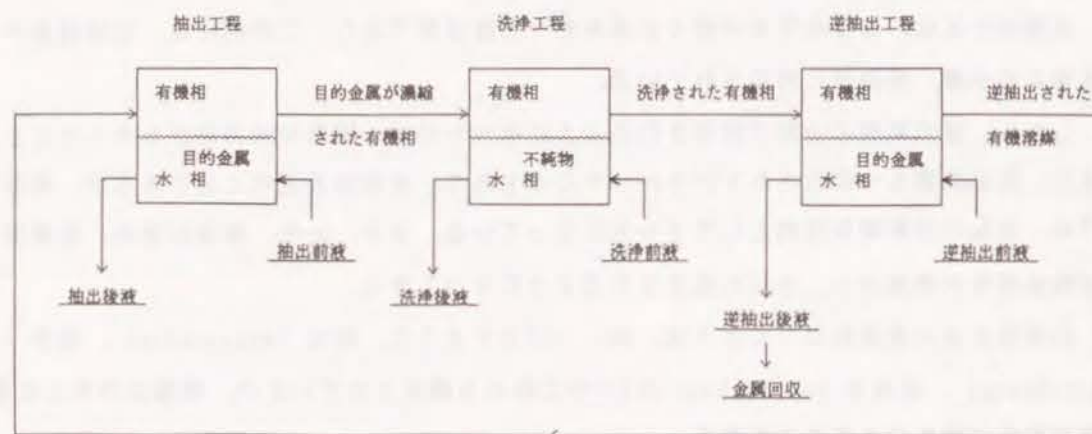 抽出工程
洗浄工程
逆抽出工程
有機相
目的金属が濃縮
有機相
洗浄された有機相
有機相
逆抽出された
された有機相
有機溶媒
目的金属
不純物
目的金属
水 相
水 相
水 相
抽出前液
洗浄前液
逆抽出前液
抽出後液
洗浄後液
逆抽出後液
金属回収